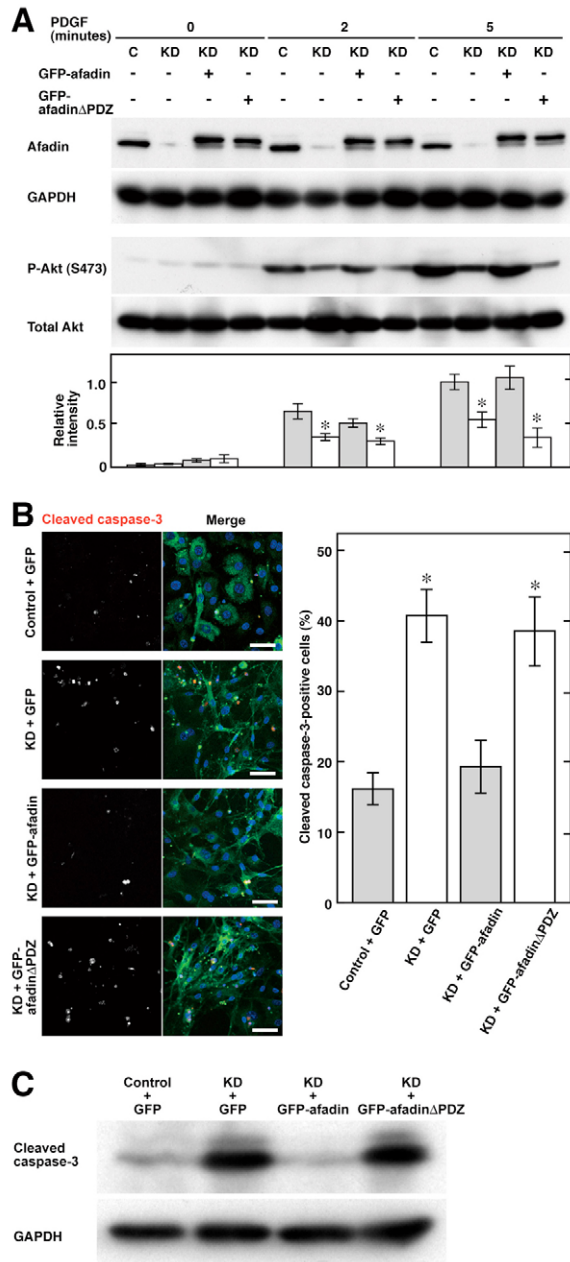 A
PDGF (minutes) 0 2 5
C KD KD KD C KD KD KD C KD KD KD
GFP-afadin - - + - - - + - - - + -
GFP-
afadinΔPDZ - - - + - - - + - - - +
Afadin
GAPDH
P-Akt (S473)
Total Akt
Relative intensity
1.0
0.5
0
* * * *
B
Cleaved caspase-3 Merge
Control + GFP
KD + GFP
KD + GFP-afadin
KD + GFP-
afadinΔPDZ
Cleaved caspase-3-positive cells (%)
50
40
30
20
10
0
* *
Control + GFP
KD + GFP
KD + GFP-afadin
KD + GFP-afadinΔPDZ
C
Control KD KD KD
+ + + +
GFP GFP GFP-afadin GFP-afadinΔPDZ
Cleaved
caspase-3
GAPDH